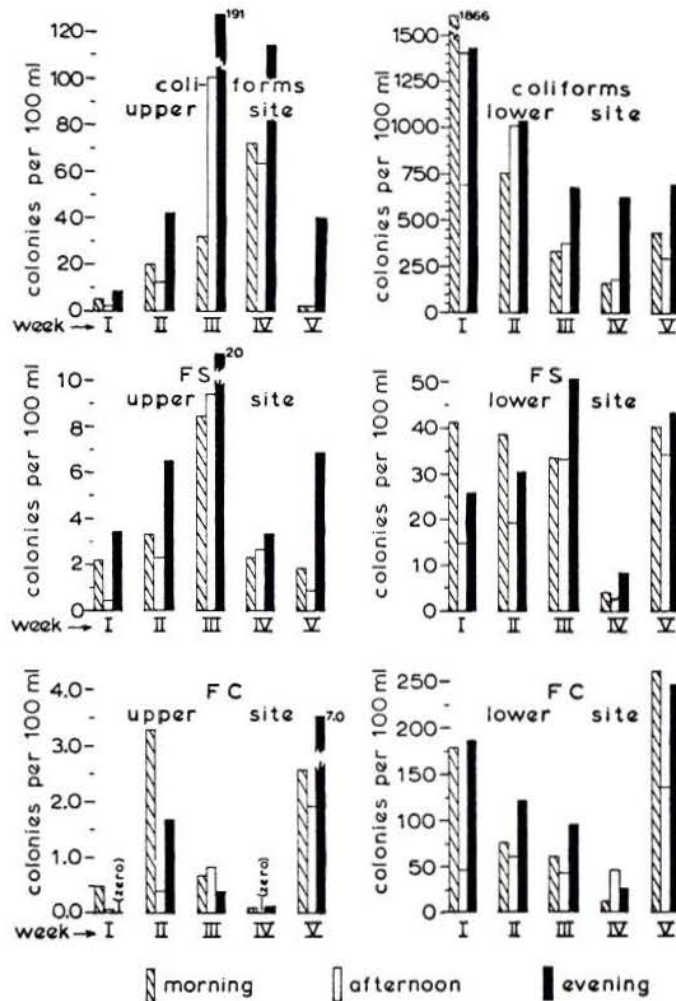 191
120
100
80
60
40
20
0
colonies per 100 ml
coli-forms
upper site
week → I II III IV V
1866
1500
1250
1000
750
500
250
0
colonies per 100 ml
coliforms
lower site
I II III IV V
20
10
8
6
4
2
0
colonies per 100 ml
FS
upper site
week → I II III IV V
50
40
30
20
10
0
colonies per 100 ml
FS
lower site
I II III IV V
4.0
3.0
2.0
1.0
0.0
colonies per 100 ml
FC
upper site
7.0
(zero)
(zero)
week → I II III IV V
250
200
150
100
50
0
colonies per 100 ml
FC
lower site
I II III IV V
morning afternoon evening